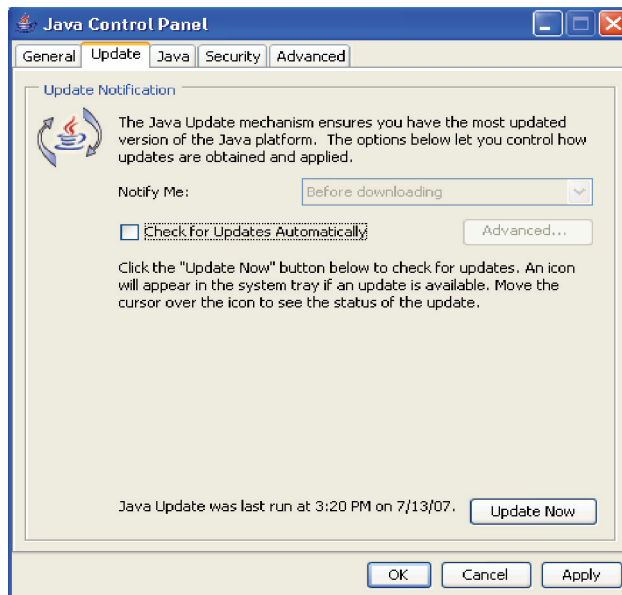 Java Control Panel
General Update Java Security Advanced
Update Notification
The Java Update mechanism ensures you have the most updated
version of the Java platform. The options below let you control how
updates are obtained and applied.
Notify Me: Before downloading
Check for Updates Automatically Advanced...
Click the "Update Now" button below to check for updates. An icon
will appear in the system tray if an update is available. Move the
cursor over the icon to see the status of the update.
Java Update was last run at 3:20 PM on 7/13/07. Update Now
OK Cancel Apply